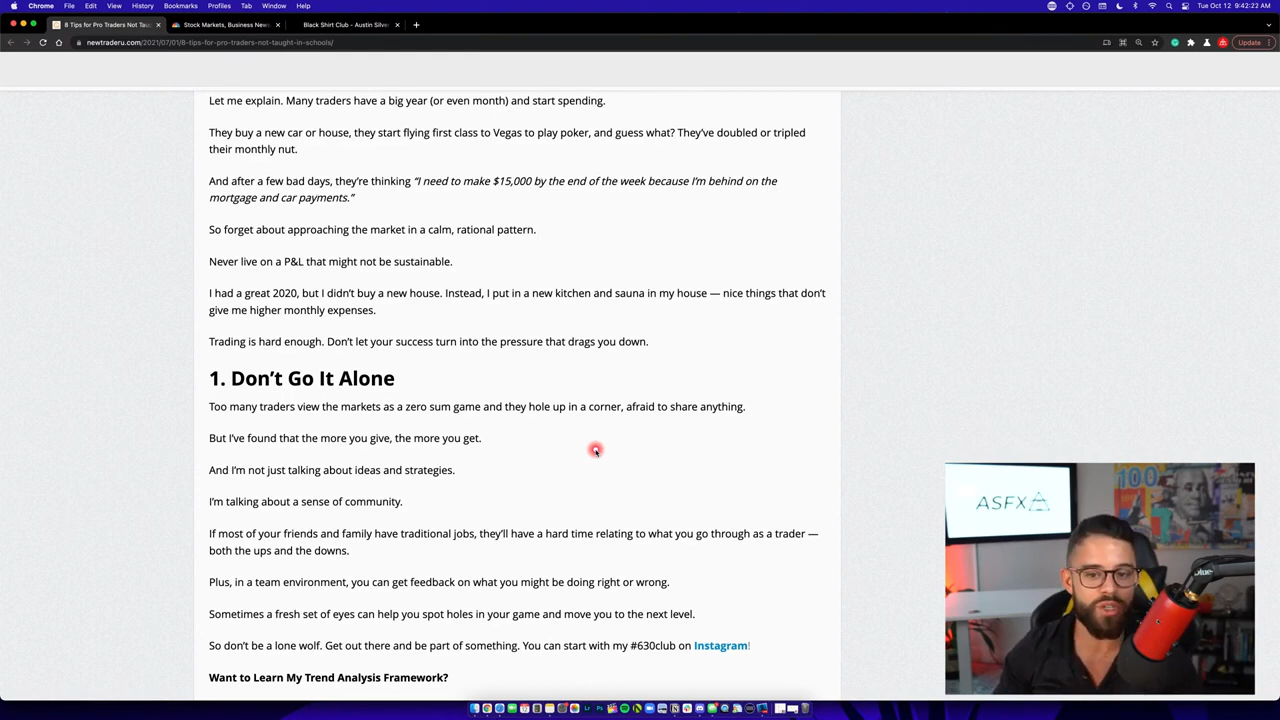 Chrome File Edit View History Bookmarks Profiles Tab Window Help Tue Oct 12 9:42:22 AM
8 Tips for Pro Traders Not Tau Stock Markets, Business New Black Shirt Club - Austin Silver
newtraderu.com/2021/07/01/8-tips-for-pro-traders-not-taught-in-schools/ Update
Let me explain. Many traders have a big year (or even month) and start spending.
They buy a new car or house, they start flying first class to Vegas to play poker, and guess what? They’ve doubled or tripled
their monthly nut.
And after a few bad days, they’re thinking “I need to make $15,000 by the end of the week because I’m behind on the
mortgage and car payments.”
So forget about approaching the market in a calm, rational pattern.
Never live on a P&L that might not be sustainable.
I had a great 2020, but I didn’t buy a new house. Instead, I put in a new kitchen and sauna in my house — nice things that don’t
give me higher monthly expenses.
Trading is hard enough. Don’t let your success turn into the pressure that drags you down.
1. Don’t Go It Alone
Too many traders view the markets as a zero sum game and they hole up in a corner, afraid to share anything.
But I’ve found that the more you give, the more you get.
And I’m not just talking about ideas and strategies.
I’m talking about a sense of community.
If most of your friends and family have traditional jobs, they’ll have a hard time relating to what you go through as a trader —
both the ups and the downs.
Plus, in a team environment, you can get feedback on what you might be doing right or wrong.
Sometimes a fresh set of eyes can help you spot holes in your game and move you to the next level.
So don’t be a lone wolf. Get out there and be part of something. You can start with my #630club on Instagram!
Want to Learn My Trend Analysis Framework?
ASFX
100
blue